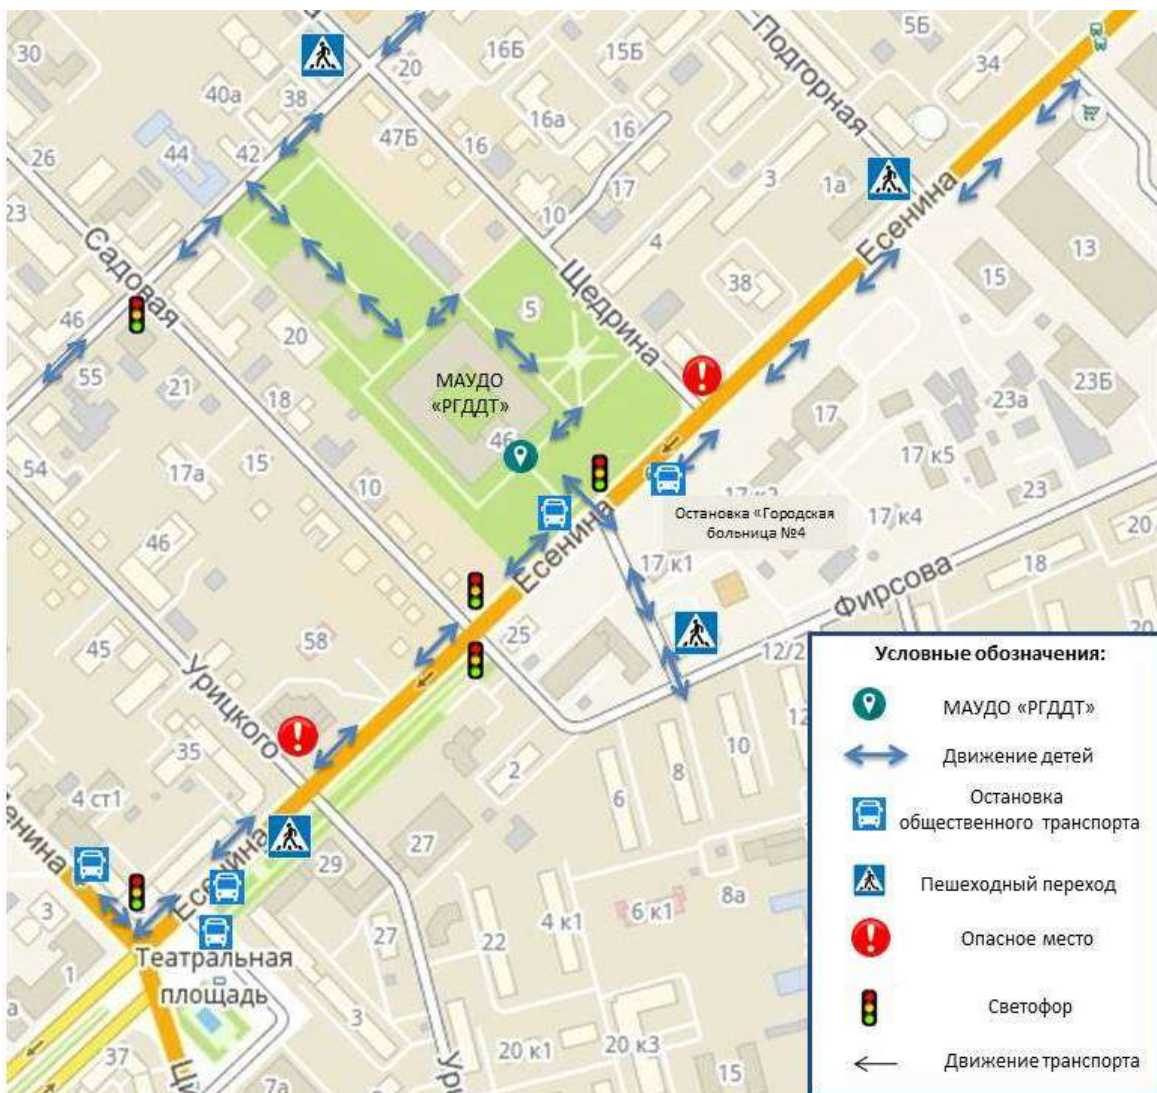 30
16Б
15Б
5Б
34
20
40а
38
47Б
16а
16
Подгорная
44
42
16
17
3
1а
26
23
10
4
Есенина
13
15
Садовая
Щедрина
38
46
20
5
55
21
18
МАУДО
«РГДДТ»
46
17
23а
23Б
54
17а
15
10
17 к5
17 к2
23
Остановка «Городская
больница №4
17 к4
20
46
Есенина
17 к1
18
Фирсова
45
58
25
12/2
20
Урицкого
35
2
10
8
6
4 ст1
Есенина
27
29
3
8а
6 к1
4 к1
22
27
1
Театральная
площадь
3
37
7а
20 к1
20 к3
15
Условные обозначения:
МАУДО «РГДДТ»
Движение детей
Остановка
общественного транспорта
Пешеходный переход
Опасное место
Светофор
Движение транспорта